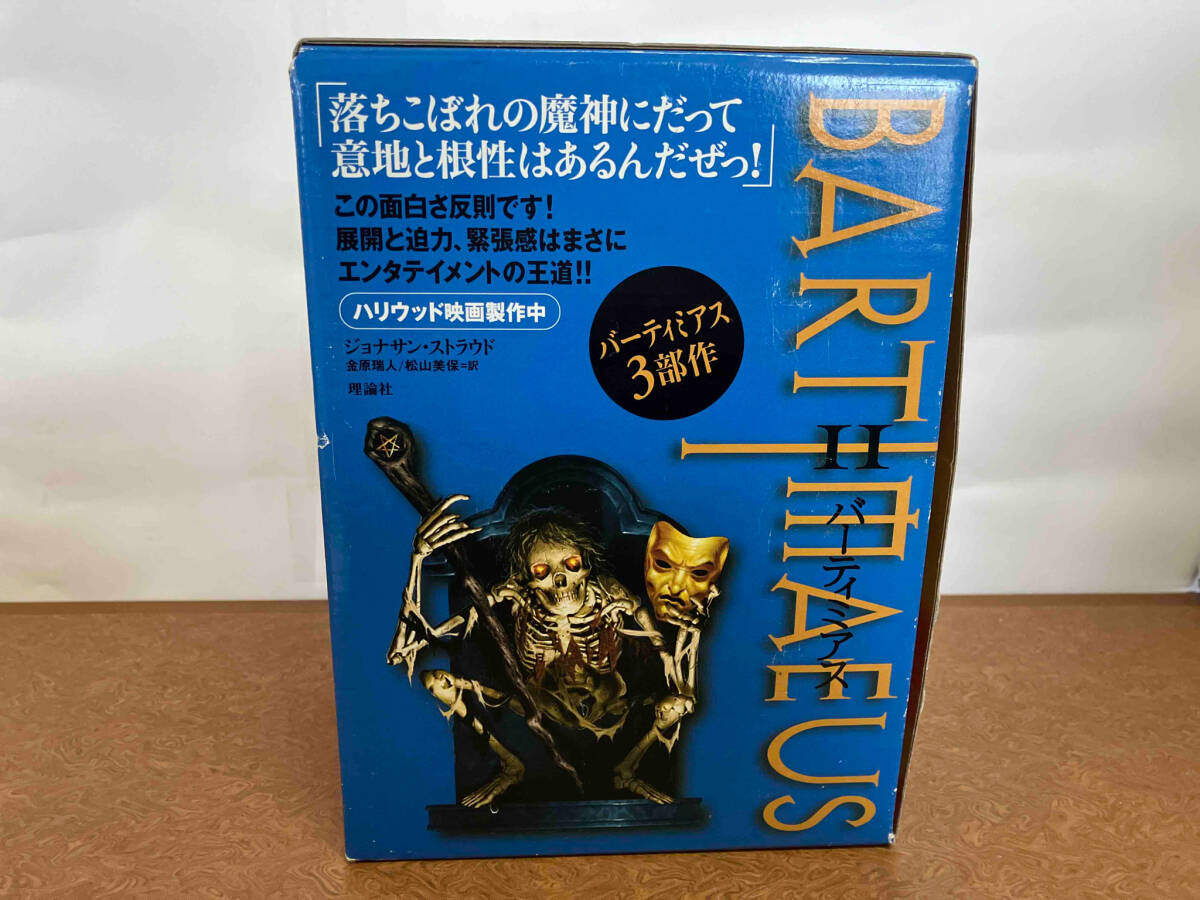 「落ちこぼれの魔神にだって
意地と根性はあるんだぜっ!」
この面白さ反則です!
展開と迫力、緊張感はまさに
エンタテイメントの王道!!
ハリウッド映画製作中
ジョナサン・ストラウド
金原瑞人/松山美保=訳
理論社
バーティミアス
3部作
BARTIMAEUS
II
バーティミアス